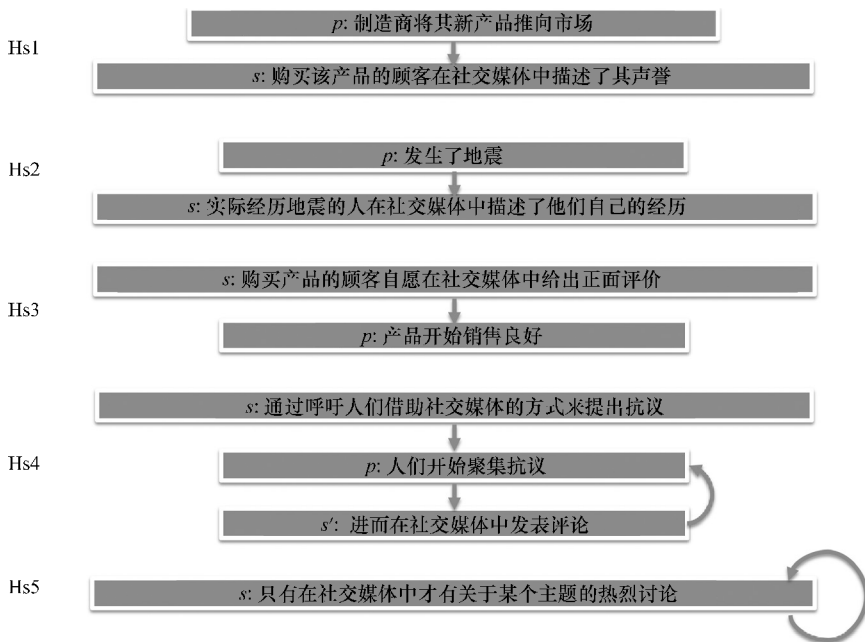 Hs1
p: 制造商将其新产品推向市场
s: 购买该产品的顾客在社交媒体中描述了其声誉
Hs2
p: 发生了地震
s: 实际经历地震的人在社交媒体中描述了他们自己的经历
Hs3
s: 购买产品的顾客自愿在社交媒体中给出正面评价
p: 产品开始销售良好
Hs4
s: 通过呼吁人们借助社交媒体的方式来提出抗议
p: 人们开始聚集抗议
s′: 进而在社交媒体中发表评论
Hs5
s: 只有在社交媒体中才有关于某个主题的热烈讨论